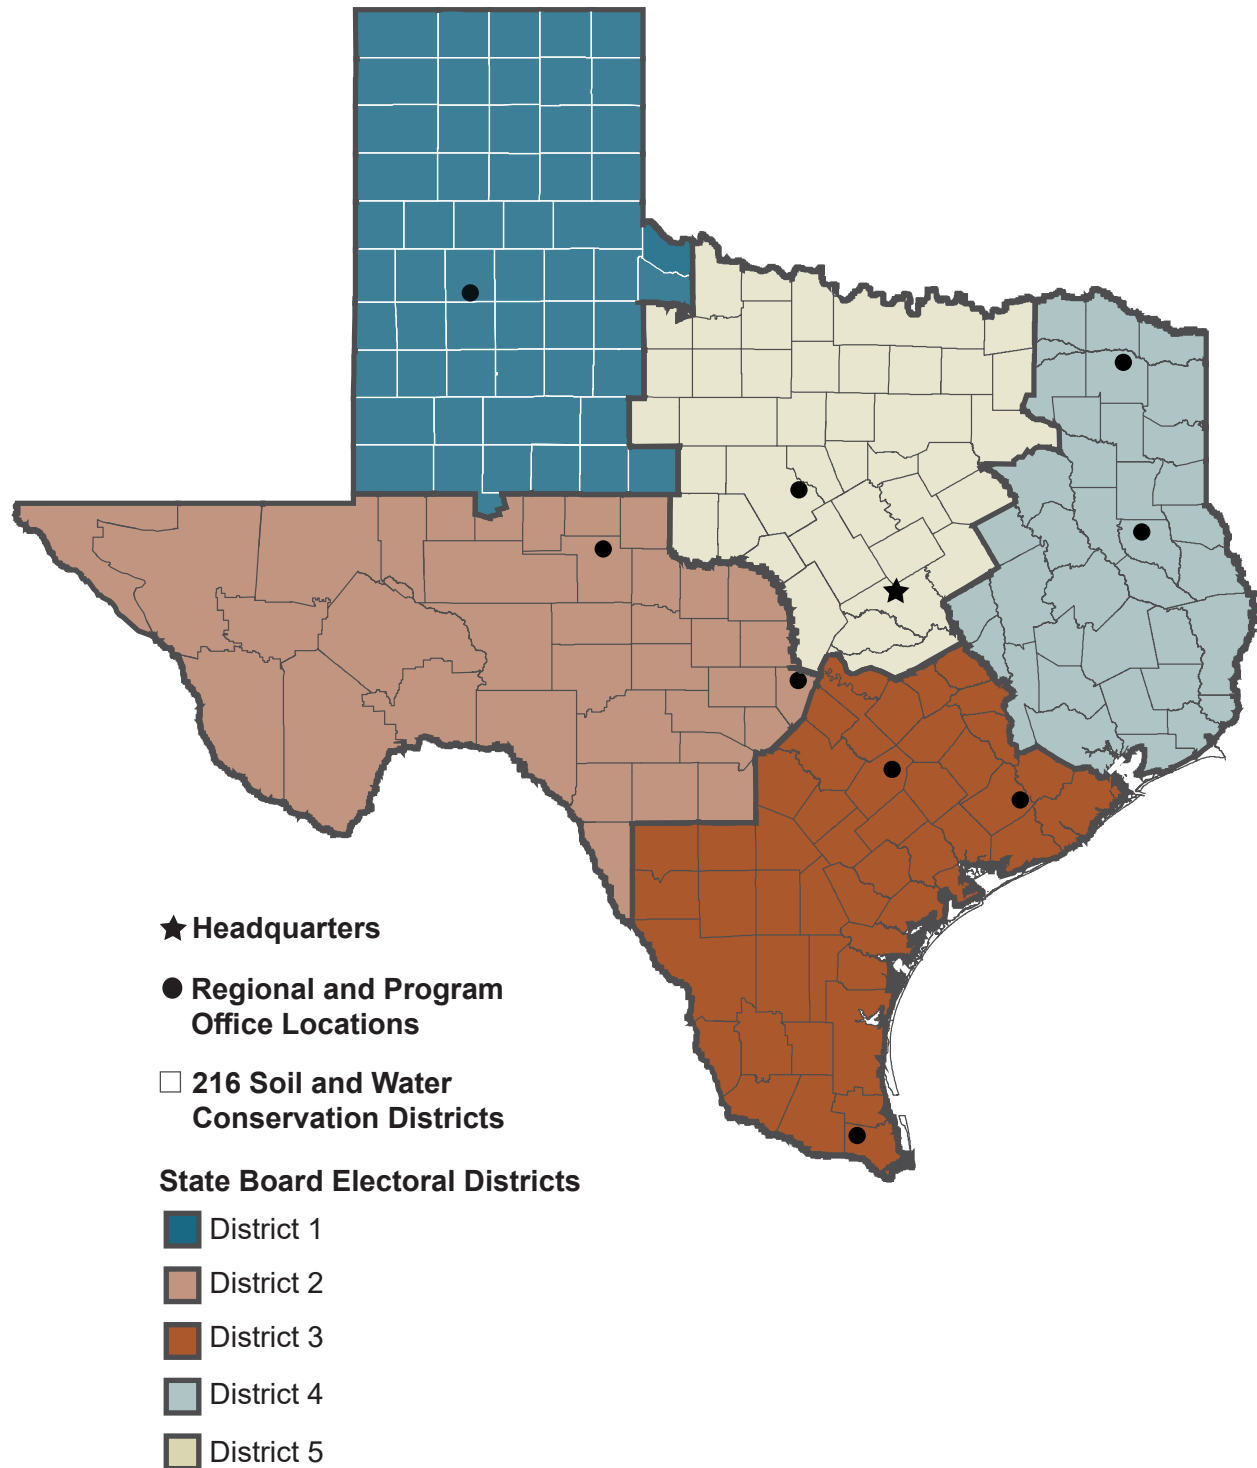 Headquarters
Regional and Program
Office Locations
216 Soil and Water
Conservation Districts
State Board Electoral Districts
District 1
District 2
District 3
District 4
District 5